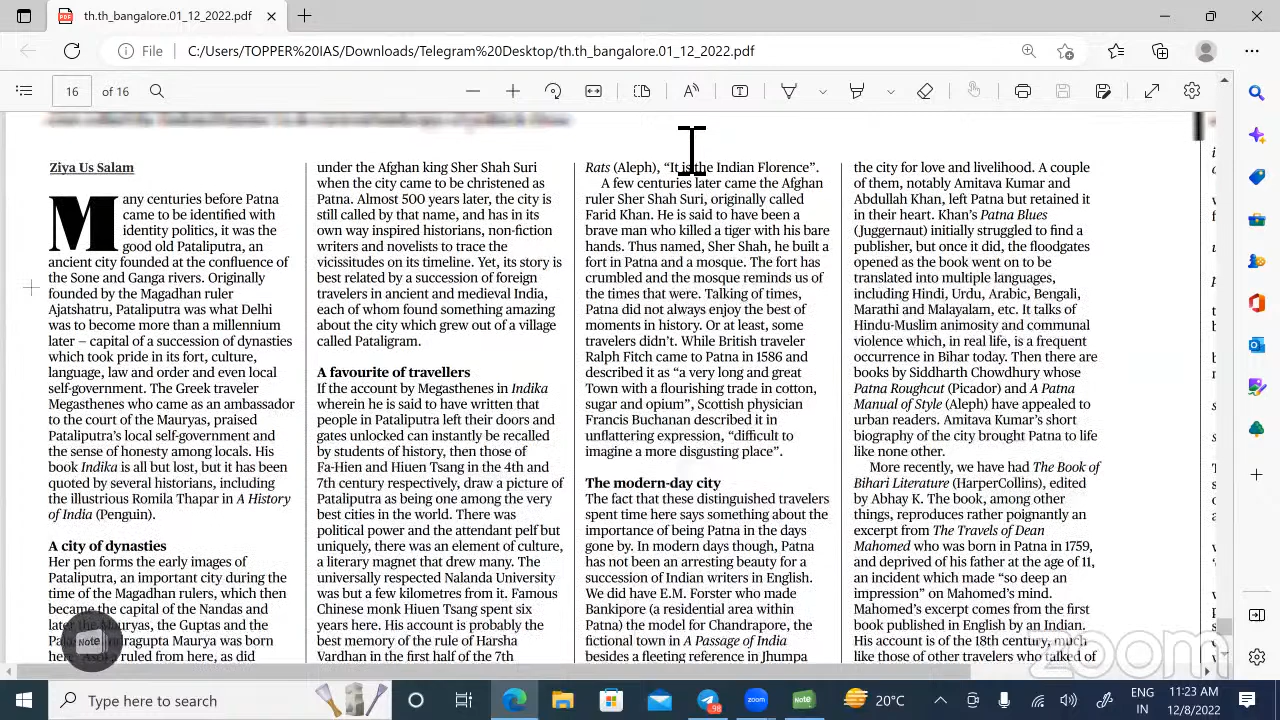 th.th_bangalore.01_12_2022.pdf
File
C:/Users/TOPPER%20IAS/Downloads/Telegram%20Desktop/th.th_bangalore.01_12_2022.pdf
16 of 16
Ziya Us Salam
Many centuries before Patna
came to be identified with
identity politics, it was the
good old Pataliputra, an
ancient city founded at the confluence of
the Sone and Ganga rivers. Originally
founded by the Magadhan ruler
Ajatshatru, Pataliputra was what Delhi
was to become more than a millennium
later — capital of a succession of dynasties
which took pride in its fort, culture,
language, law and order and even local
self-government. The Greek traveler
Megasthenes who came as an ambassador
to the court of the Mauryas, praised
Pataliputra's local self-government and
the sense of honesty among locals. His
book Indika is all but lost, but it has been
quoted by several historians, including
the illustrious Romila Thapar in A History
of India (Penguin).
A city of dynasties
Her pen forms the early images of
Pataliputra, an important city during the
time of the Magadhan rulers, which then
became the capital of the Nandas and
later the Mauryas, the Guptas and the
was born
ruled from here, as did
under the Afghan king Sher Shah Suri
when the city came to be christened as
Patna. Almost 500 years later, the city is
still called by that name, and has in its
own way inspired historians, non-fiction
writers and novelists to trace the
vicissitudes on its timeline. Yet, its story is
best related by a succession of foreign
travelers in ancient and medieval India,
each of whom found something amazing
about the city which grew out of a village
called Pataligram.
A favourite of travellers
If the account by Megasthenes in Indika
wherein he is said to have written that
people in Pataliputra left their doors and
gates unlocked can instantly be recalled
by students of history, then those of
Fa-Hien and Hiuen Tsang in the 4th and
7th century respectively, draw a picture of
Pataliputra as being one among the very
best cities in the world. There was
political power and the attendant pelf but
uniquely, there was an element of culture,
a literary magnet that drew many. The
universally respected Nalanda University
was but a few kilometres from it. Famous
Chinese monk Hiuen Tsang spent six
years here. His account is probably the
best memory of the rule of Harsha
Vardhan in the first half of the 7th
Rats (Aleph), “It is the Indian Florence”.
A few centuries later came the Afghan
ruler Sher Shah Suri, originally called
Farid Khan. He is said to have been a
brave man who killed a tiger with his bare
hands. Thus named, Sher Shah, he built a
fort in Patna and a mosque. The fort has
crumbled and the mosque reminds us of
the times that were. Talking of times,
Patna did not always enjoy the best of
moments in history. Or at least, some
travelers didn't. While British traveler
Ralph Fitch came to Patna in 1586 and
described it as “a very long and great
Town with a flourishing trade in cotton,
sugar and opium”, Scottish physician
Francis Buchanan described it in
unflattering expression, “difficult to
imagine a more disgusting place”.
The modern-day city
The fact that these distinguished travelers
spent time here says something about the
importance of being Patna in the days
gone by. In modern days though, Patna
has not been an arresting beauty for a
succession of Indian writers in English.
We did have E.M. Forster who made
Bankipore (a residential area within
Patna) the model for Chandrapore, the
fictional town in A Passage of India
besides a fleeting reference in Jhumpa
the city for love and livelihood. A couple
of them, notably Amitava Kumar and
Abdullah Khan, left Patna but retained it
in their heart. Khan's Patna Blues
(Juggernaut) initially struggled to find a
publisher, but once it did, the floodgates
opened as the book went on to be
translated into multiple languages,
including Hindi, Urdu, Arabic, Bengali,
Marathi and Malayalam, etc. It talks of
Hindu-Muslim animosity and communal
violence which, in real life, is a frequent
occurrence in Bihar today. Then there are
books by Siddharth Chowdhury whose
Patna Roughcut (Picador) and A Patna
Manual of Style (Aleph) have appealed to
urban readers. Amitava Kumar's short
biography of the city brought Patna to life
like none other.
More recently, we have had The Book of
Bihari Literature (HarperCollins), edited
by Abhay K. The book, among other
things, reproduces rather poignantly an
excerpt from The Travels of Dean
Mahomed who was born in Patna in 1759,
and deprived of his father at the age of 11,
an incident which made “so deep an
impression” on Mahomed's mind.
Mahomed's excerpt comes from the first
book published in English by an Indian.
His account is of the 18th century, much
like those of other travelers who talked of
Note
zoom
Type here to search
98
zoom
Note
20°C
ENG
IN
11:23 AM
12/8/2022